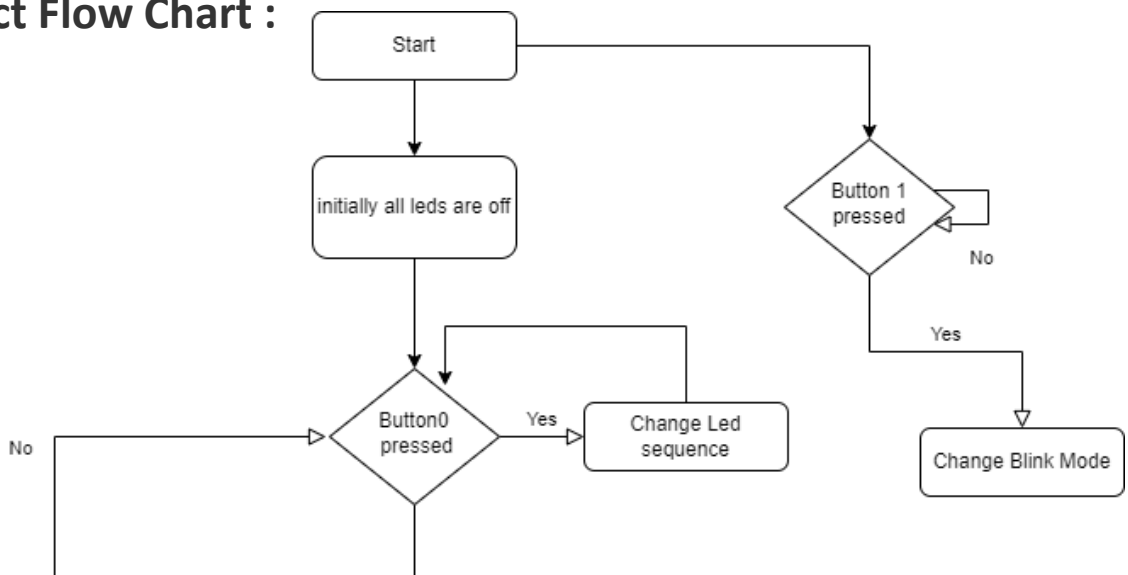 ct Flow Chart :
Start
initially all leds are off
Button 1
pressed
No
Yes
Button0
pressed
Yes
Change Led
sequence
No
Change Blink Mode